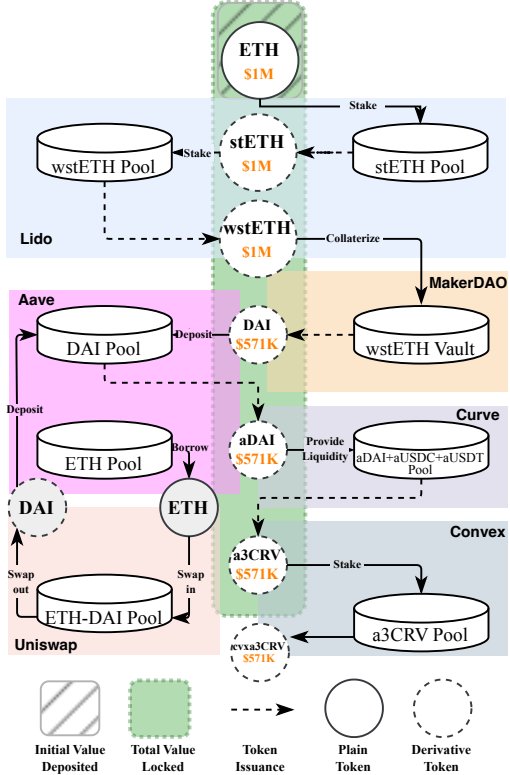 ETH
$1M
Stake
stETH
$1M
Stake
wstETH Pool
stETH Pool
wstETH
$1M
Collaterize
Lido
MakerDAO
Aave
DAI
$571K
Deposit
DAI Pool
wstETH Vault
Deposit
Curve
aDAI
$571K
Provide
Liquidity
aDAI+aUSDC+aUSDT
Pool
Borrow
ETH Pool
DAI
ETH
Convex
a3CRV
$571K
Stake
Swap
out
Swap
in
ETH-DAI Pool
a3CRV Pool
Uniswap
cvxa3CRV
$571K
Initial Value
Deposited
Total Value
Locked
Token
Issuance
Plain
Token
Derivative
Token